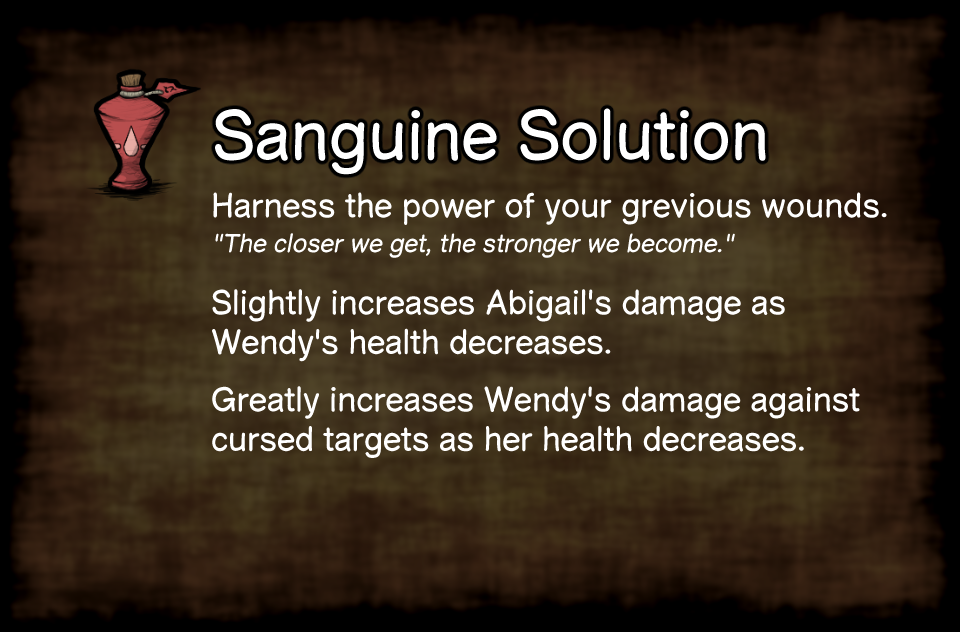 Sanguine Solution
Harness the power of your grevious wounds.
"The closer we get, the stronger we become."
Slightly increases Abigail's damage as
Wendy's health decreases.
Greatly increases Wendy's damage against
cursed targets as her health decreases.